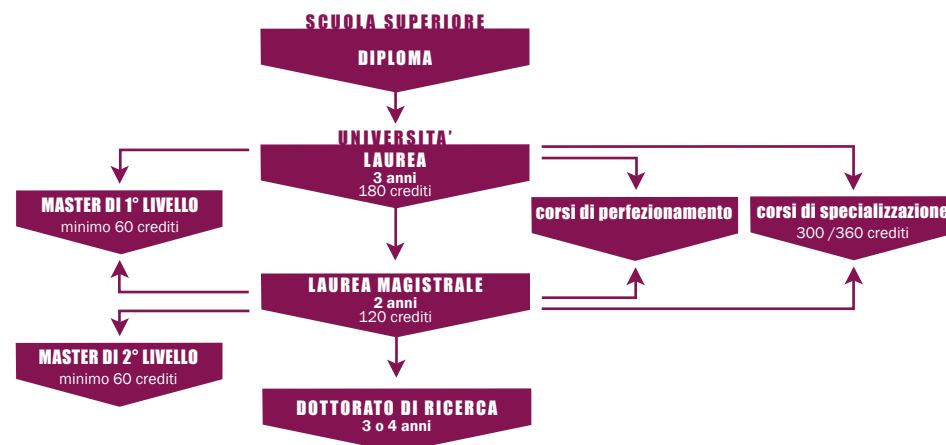 SCUOLA SUPERIORE
DIPLOMA
UNIVERSITA'
LAUREA
3 anni
180 crediti
MASTER DI 1° LIVELLO
minimo 60 crediti
corsi di perfezionamento
corsi di specializzazione
300 /360 crediti
LAUREA MAGISTRALE
2 anni
120 crediti
MASTER DI 2° LIVELLO
minimo 60 crediti
DOTTORATO DI RICERCA
3 o 4 anni